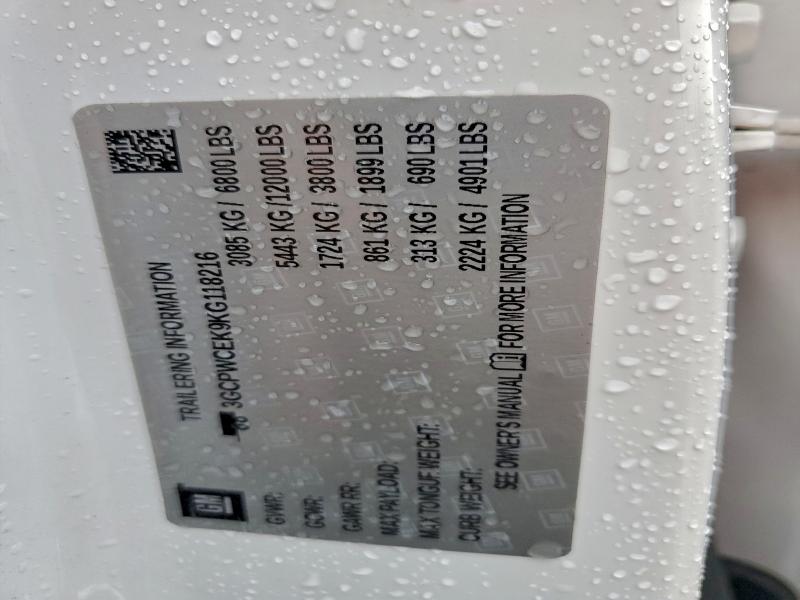 GM
TRAILERING INFORMATION
3GCPWCEK9KG118216
GVWR: 3085 KG / 6800 LBS
GCWR: 5443 KG /12000 LBS
GAWR RR: 1724 KG / 3800 LBS
MAX PAYLOAD: 861 KG / 1899 LBS
MAX TONGUE WEIGHT: 313 KG / 690 LBS
CURB WEIGHT: 2224 KG / 4901 LBS
SEE OWNER'S MANUAL FOR MORE INFORMATION